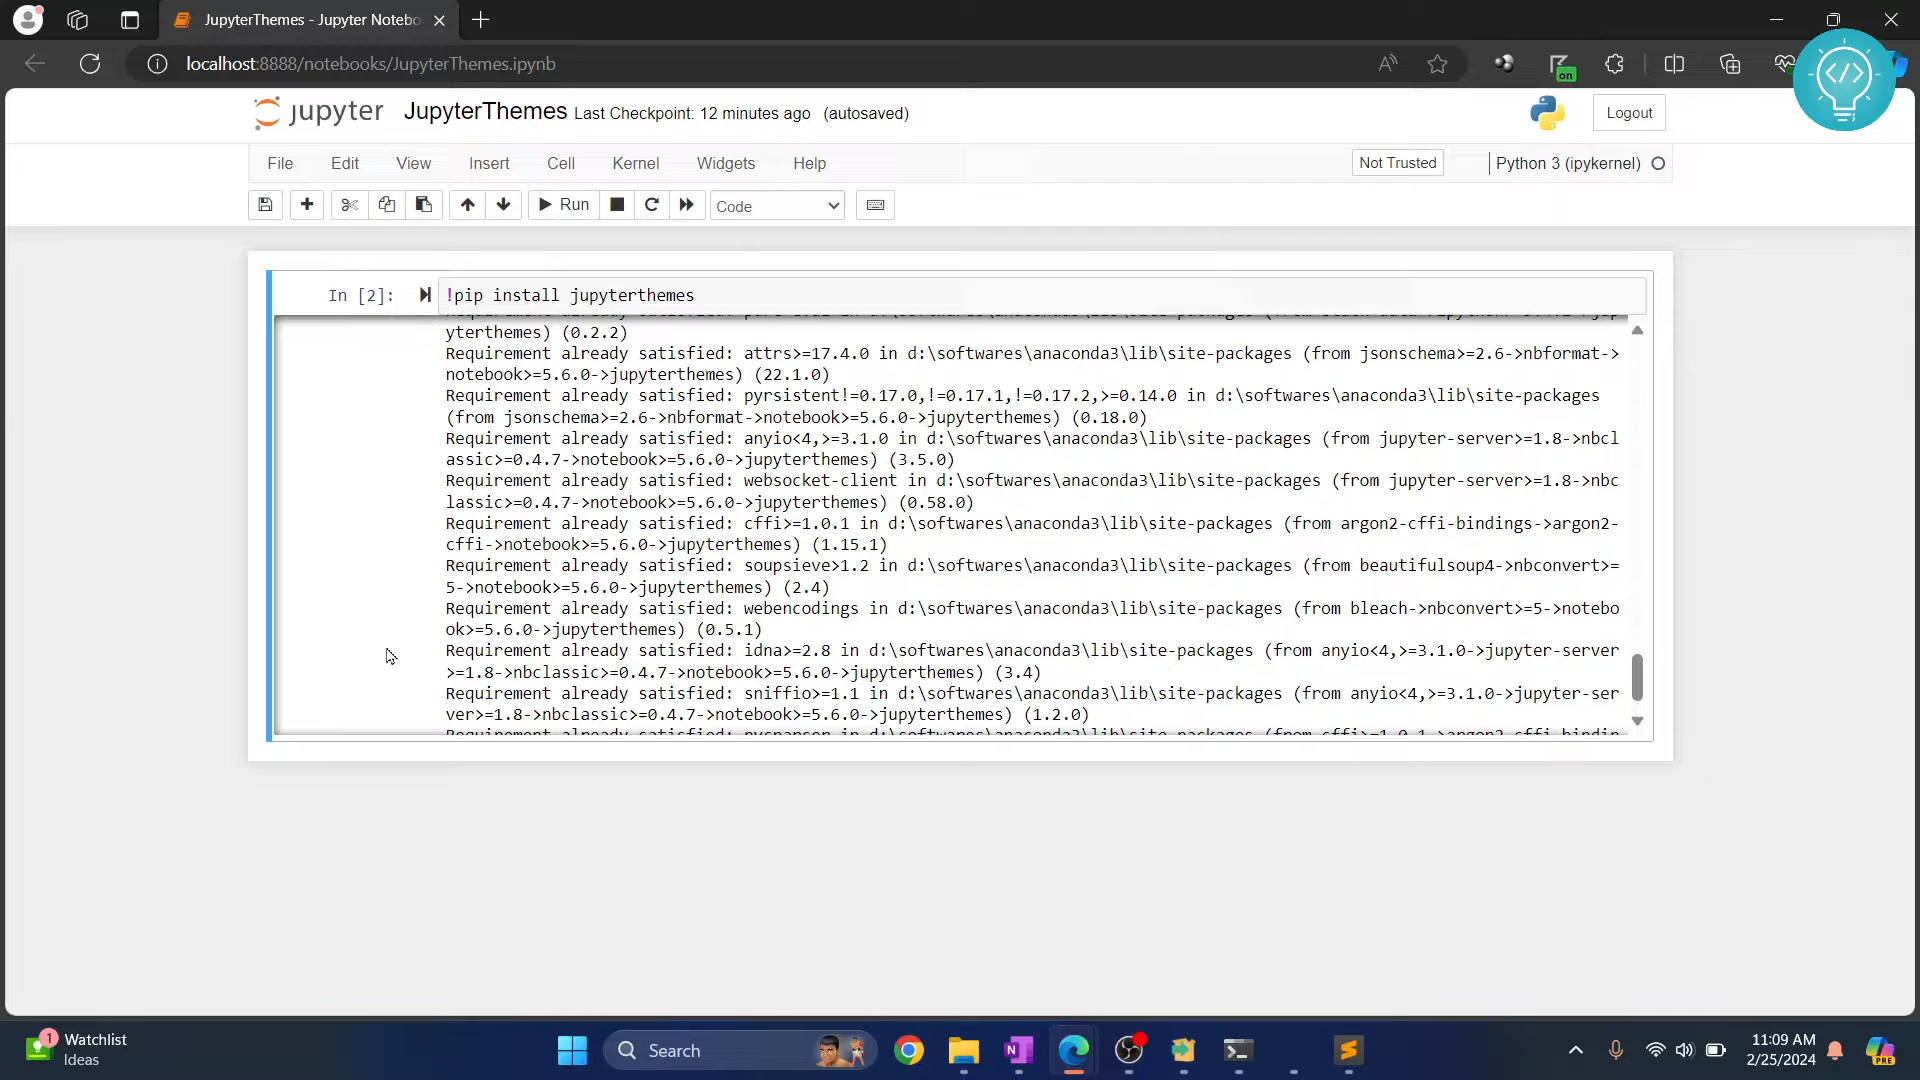 JupyterThemes - Jupyter Notebo
localhost:8888/notebooks/JupyterThemes.ipynb
on
jupyter JupyterThemes Last Checkpoint: 12 minutes ago (autosaved)
Logout
File Edit View Insert Cell Kernel Widgets Help
Not Trusted Python 3 (ipykernel)
Run Code
In [2]: !pip install jupyterthemes
yterthemes) (0.2.2)
Requirement already satisfied: attrs>=17.4.0 in d:\softwares\anaconda3\lib\site-packages (from jsonschema>=2.6->nbformat->
notebook>=5.6.0->jupyterthemes) (22.1.0)
Requirement already satisfied: pyrsistent!=0.17.0,!=0.17.1,!=0.17.2,>=0.14.0 in d:\softwares\anaconda3\lib\site-packages
(from jsonschema>=2.6->nbformat->notebook>=5.6.0->jupyterthemes) (0.18.0)
Requirement already satisfied: anyio<4,>=3.1.0 in d:\softwares\anaconda3\lib\site-packages (from jupyter-server>=1.8->nbcl
assic>=0.4.7->notebook>=5.6.0->jupyterthemes) (3.5.0)
Requirement already satisfied: websocket-client in d:\softwares\anaconda3\lib\site-packages (from jupyter-server>=1.8->nbc
lassic>=0.4.7->notebook>=5.6.0->jupyterthemes) (0.58.0)
Requirement already satisfied: cffi>=1.0.1 in d:\softwares\anaconda3\lib\site-packages (from argon2-cffi-bindings->argon2-
cffi->notebook>=5.6.0->jupyterthemes) (1.15.1)
Requirement already satisfied: soupsieve>1.2 in d:\softwares\anaconda3\lib\site-packages (from beautifulsoup4->nbconvert>=
5->notebook>=5.6.0->jupyterthemes) (2.4)
Requirement already satisfied: webencodings in d:\softwares\anaconda3\lib\site-packages (from bleach->nbconvert>=5->notebo
ok>=5.6.0->jupyterthemes) (0.5.1)
Requirement already satisfied: idna>=2.8 in d:\softwares\anaconda3\lib\site-packages (from anyio<4,>=3.1.0->jupyter-server
>=1.8->nbclassic>=0.4.7->notebook>=5.6.0->jupyterthemes) (3.4)
Requirement already satisfied: sniffio>=1.1 in d:\softwares\anaconda3\lib\site-packages (from anyio<4,>=3.1.0->jupyter-ser
ver>=1.8->nbclassic>=0.4.7->notebook>=5.6.0->jupyterthemes) (1.2.0)
1 Watchlist
Ideas
Search
11:09 AM
2/25/2024
PRE